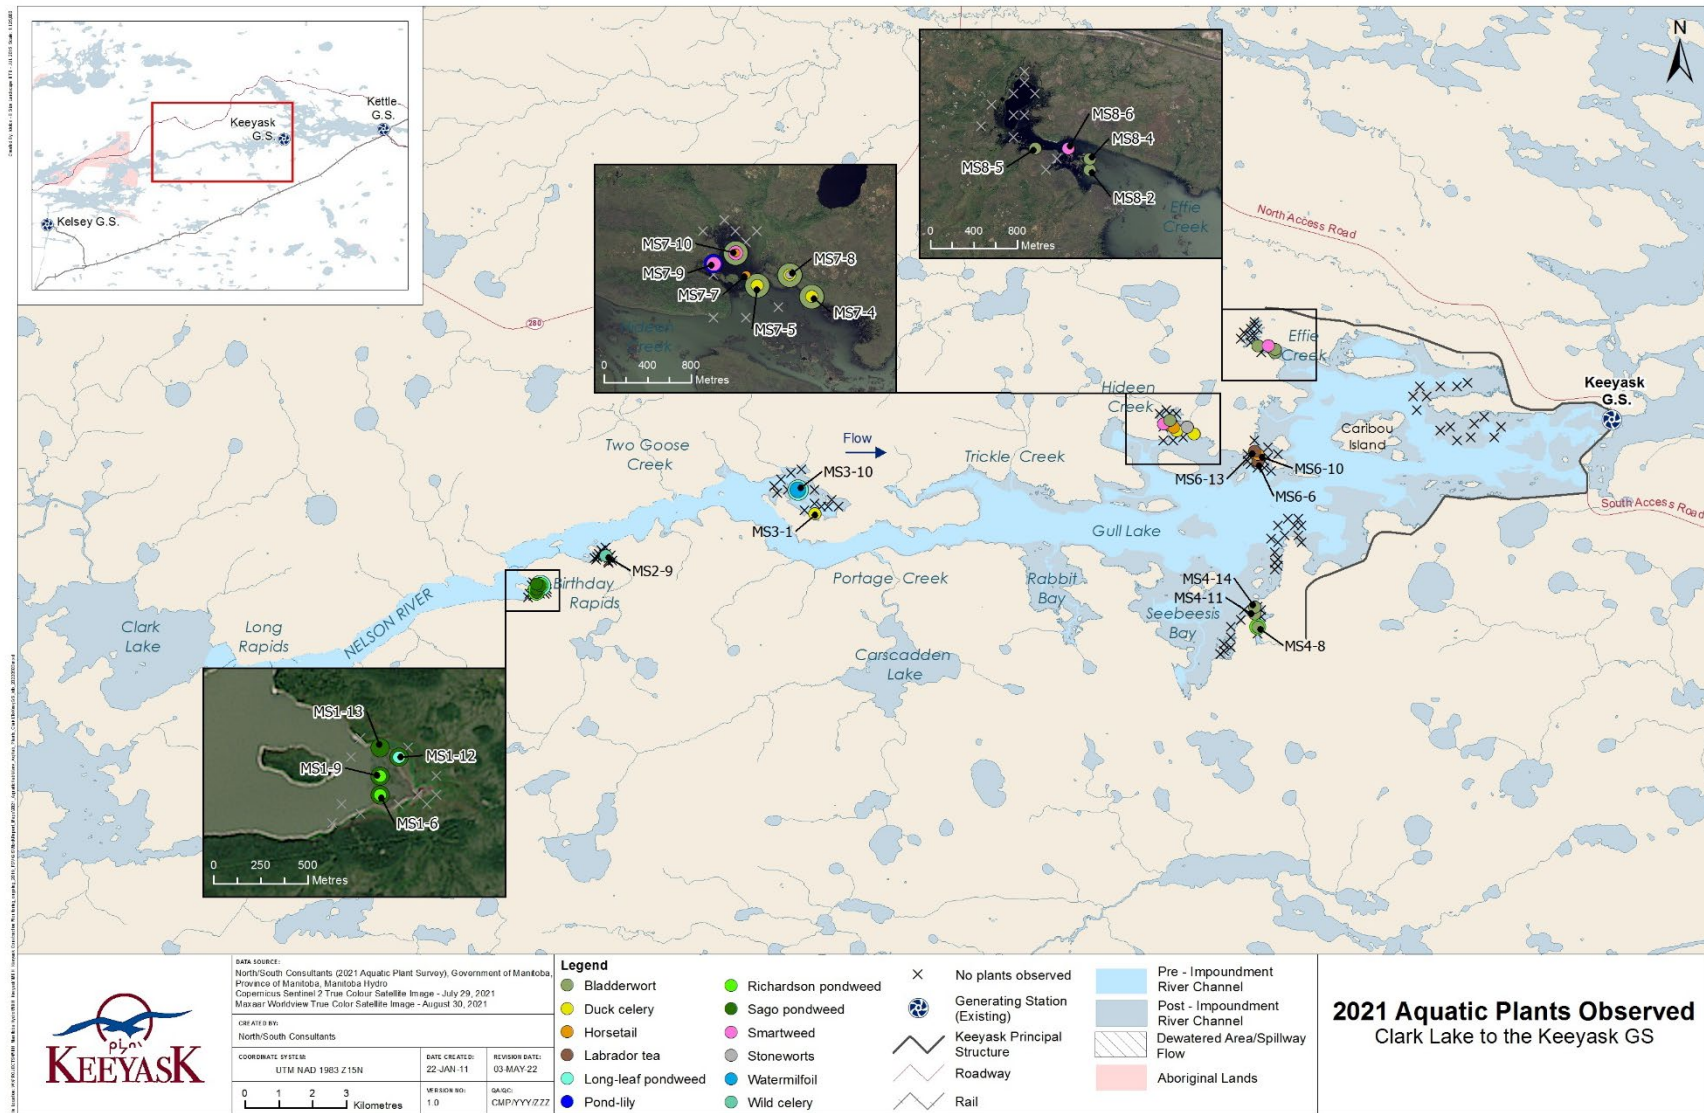 Kettle
G.S.
Keeyask
G.S.
Kelsey G.S.
N
MS8-6
MS8-4
MS8-5
MS8-2
Effie
Creek
0 400 800
Metres
MS7-10
MS7-9
MS7-7
MS7-8
MS7-5
MS7-4
Hideen
Creek
0 400 800
Metres
North Access Road
280
Effie
Creek
Hideen
Creek
Keeyask
G.S.
Caribou
Island
Two Goose
Creek
Flow
Trickle Creek
MS3-10
MS3-1
MS6-13
MS6-10
MS6-6
South Access Road
Gull Lake
MS2-9
Birthday
Rapids
Portage Creek
Rabbit
Bay
MS4-14
MS4-11
Seebeesis
Bay
MS4-8
NELSON RIVER
Clark
Lake
Long
Rapids
Carscadden
Lake
MS1-13
MS1-12
MS1-9
MS1-6
0 250 500
Metres
KEEYASK
DATA SOURCE:
North/South Consultants (2021 Aquatic Plant Survey), Government of Manitoba,
Province of Manitoba, Manitoba Hydro
Copernicus Sentinel 2 True Colour Satellite Image - July 29, 2021
Maxaar Worldview True Color Satellite Image - August 30, 2021
CREATED BY:
North/South Consultants
COORDINATE SYSTEM:
UTM NAD 1983 Z15N
DATE CREATED:
22-JAN-11
REVISION DATE:
03-MAY-22
0 1 2 3
Kilometres
VERSION NO:
1.0
QA/QC:
CMP/YYY/ZZZ
Legend
Bladderwort
Duck celery
Horsetail
Labrador tea
Long-leaf pondweed
Pond-lily
Richardson pondweed
Sago pondweed
Smartweed
Stoneworts
Watermilfoil
Wild celery
No plants observed
Generating Station
(Existing)
Keeyask Principal
Structure
Roadway
Rail
Pre - Impoundment
River Channel
Post - Impoundment
River Channel
Dewatered Area/Spillway
Flow
Aboriginal Lands
2021 Aquatic Plants Observed
Clark Lake to the Keeyask GS